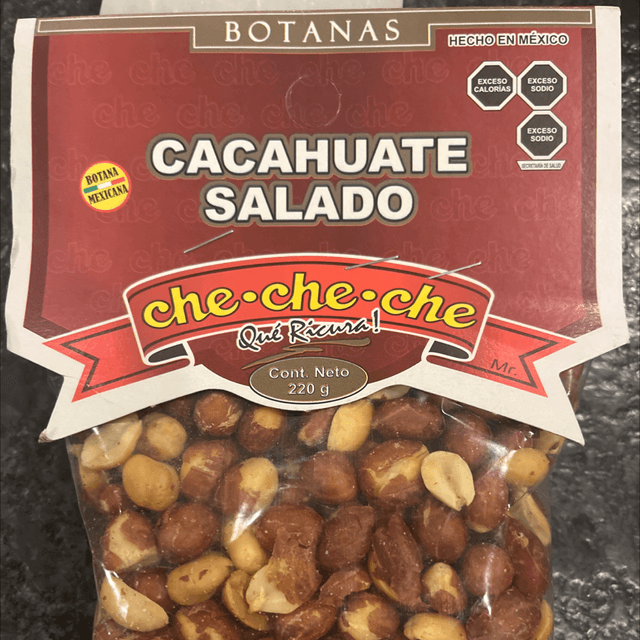 BOTANAS
HECHO EN MÉXICO
EXCESO
CALORÍAS
EXCESO
SODIO
EXCESO
SODIO
SECRETARÍA DE SALUD
CACAHUATE
SALADO
BOTANA
MEXICANA
che•che•che
Qué Ricura!
Mr.
Cont. Neto
220 g